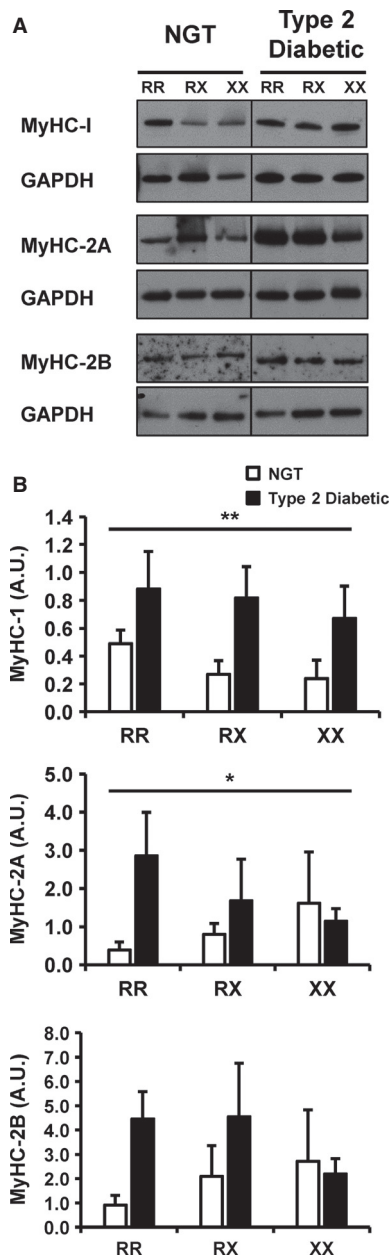 A
NGT
Type 2
Diabetic
RR RX XX RR RX XX
MyHC-I
GAPDH
MyHC-2A
GAPDH
MyHC-2B
GAPDH
B
NGT
Type 2 Diabetic
MyHC-1 (A.U.)
1.4
1.2
1.0
0.8
0.6
0.4
0.2
0.0
**
RR RX XX
MyHC-2A (A.U.)
5.0
4.0
3.0
2.0
1.0
0.0
*
RR RX XX
MyHC-2B (A.U.)
8.0
7.0
6.0
5.0
4.0
3.0
2.0
1.0
0.0
RR RX XX